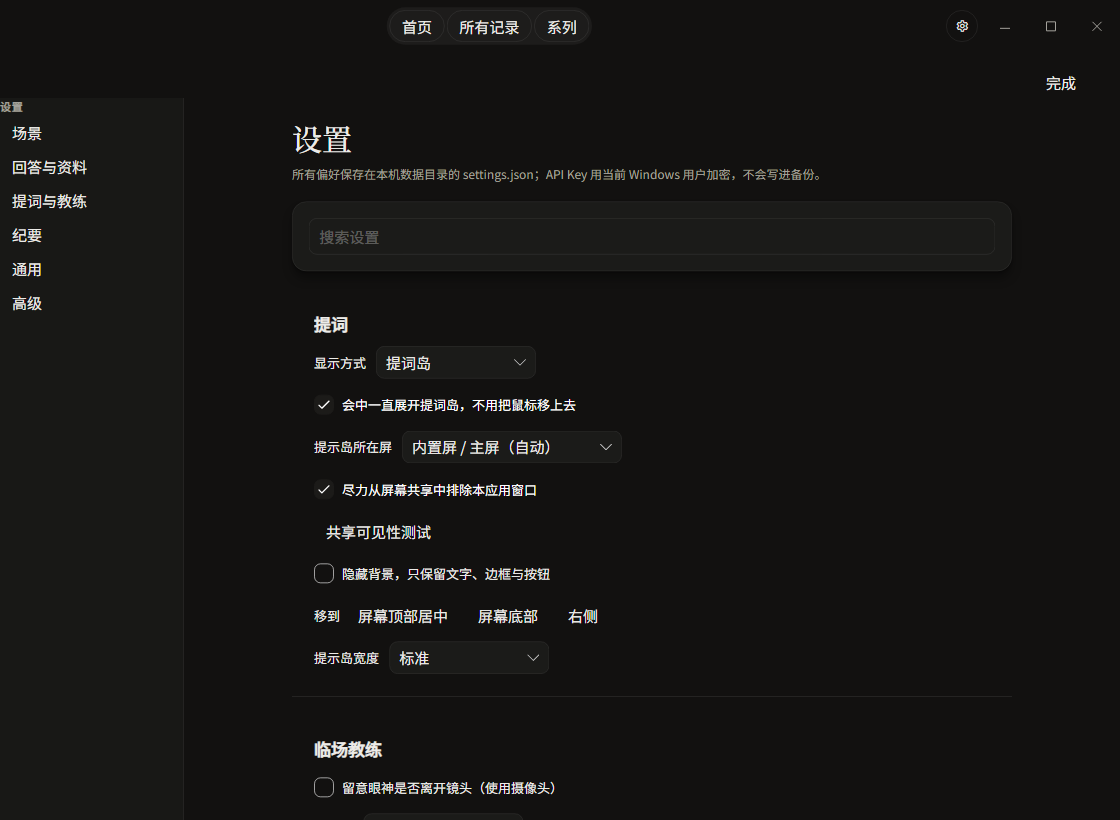 首页 所有记录 系列
完成
设置
场景
回答与资料
提词与教练
纪要
通用
高级
设置
所有偏好保存在本机数据目录的 settings.json；API Key 用当前 Windows 用户加密，不会写进备份。
搜索设置
提词
显示方式 提词岛
会中一直展开提词岛，不用把鼠标移上去
提示岛所在屏 内置屏 / 主屏（自动）
尽力从屏幕共享中排除本应用窗口
共享可见性测试
隐藏背景，只保留文字、边框与按钮
移到 屏幕顶部居中 屏幕底部 右侧
提示岛宽度 标准
临场教练
留意眼神是否离开镜头（使用摄像头）